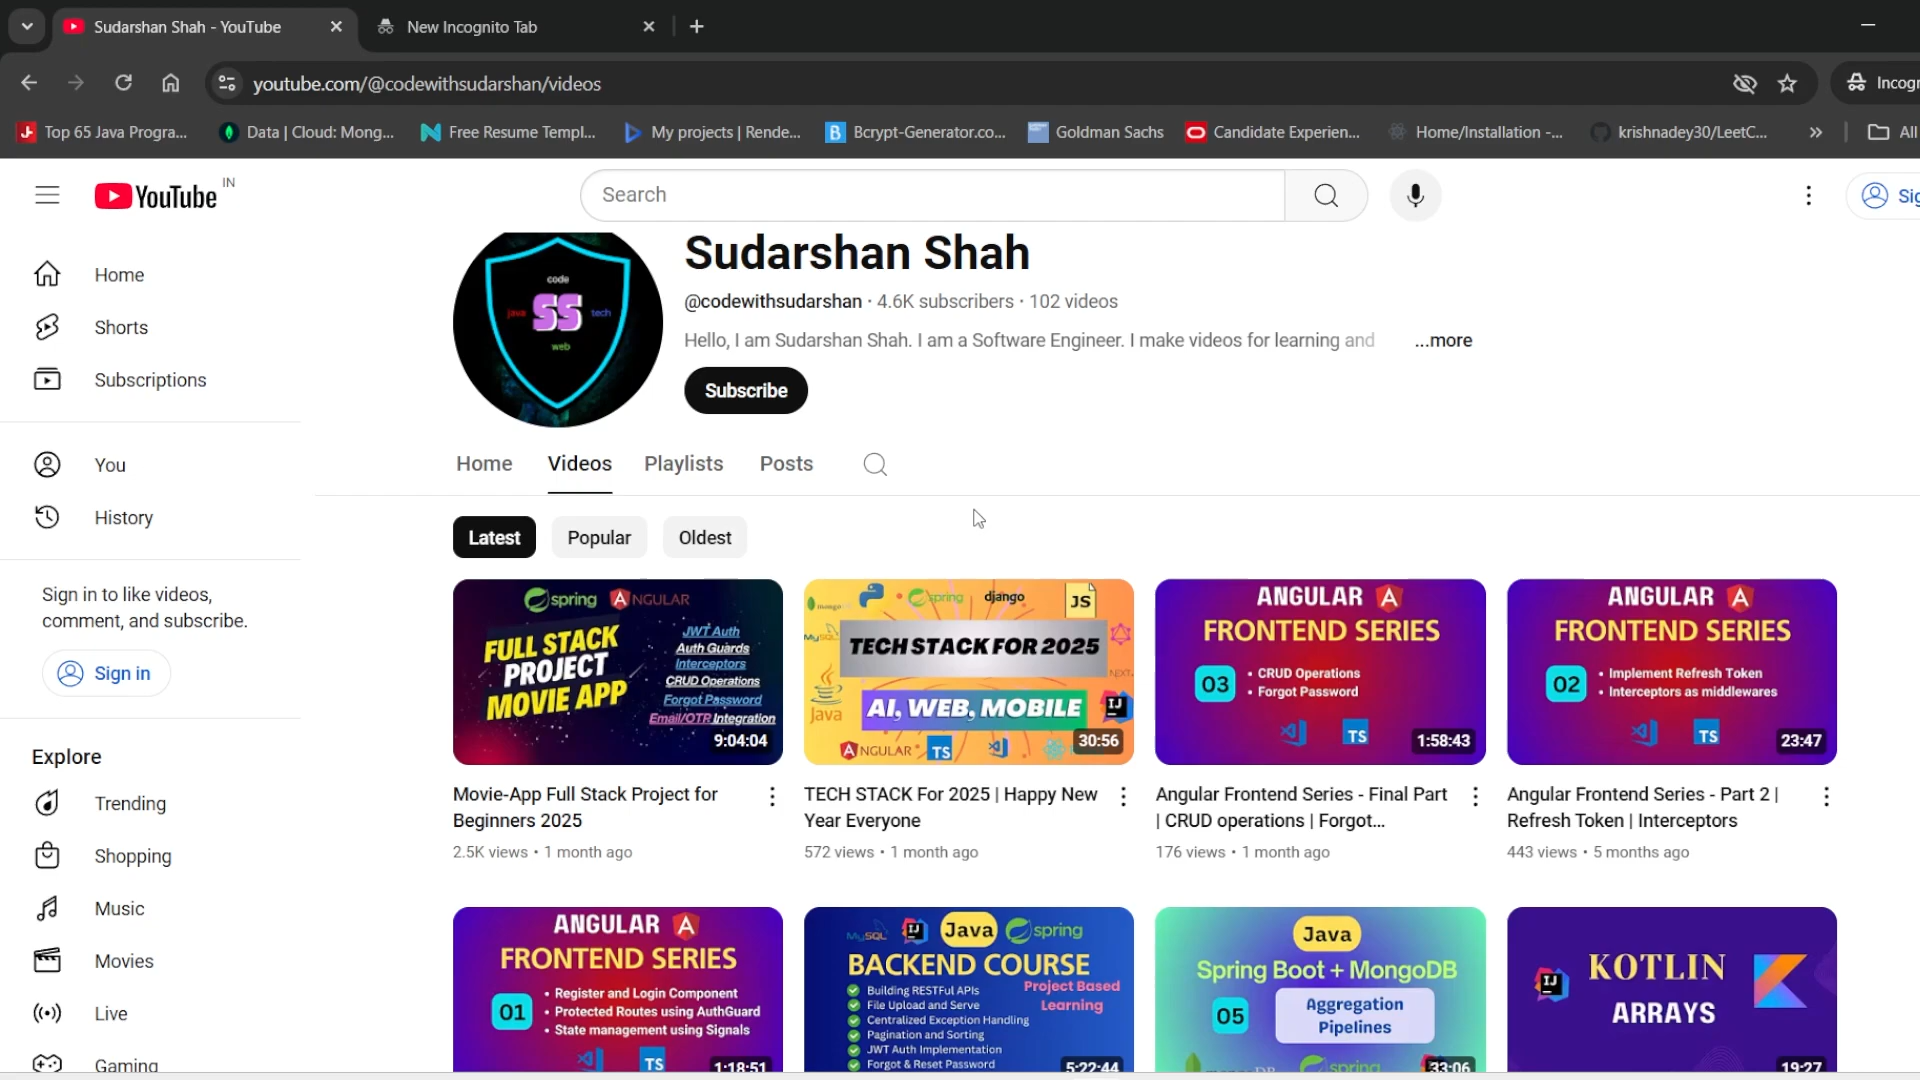 Sudarshan Shah - YouTube
New Incognito Tab
youtube.com/@codewithsudarshan/videos
Incogn
Top 65 Java Progra...
Data | Cloud: Mong...
Free Resume Templ...
My projects | Rende...
Bcrypt-Generator.co...
Goldman Sachs
Candidate Experien...
Home/Installation -...
krishnadey30/LeetC...
All
YouTube IN
Search
Sig
Home
Shorts
Subscriptions
You
History
Sign in to like videos,
comment, and subscribe.
Sign in
Explore
Trending
Shopping
Music
Movies
Live
Gaming
code
java SS tech
web
Sudarshan Shah
@codewithsudarshan · 4.6K subscribers · 102 videos
Hello, I am Sudarshan Shah. I am a Software Engineer. I make videos for learning and ...more
Subscribe
Home
Videos
Playlists
Posts
Latest
Popular
Oldest
spring ANGULAR
FULL STACK
PROJECT
MOVIE APP
JWT Auth
Auth Guards
Interceptors
CRUD Operations
Forgot Password
Email/OTP Integration
9:04:04
Movie-App Full Stack Project for
Beginners 2025
2.5K views • 1 month ago
spring django JS
MySQL
TECH STACK FOR 2025
AI, WEB, MOBILE
Java
IJ
ANGULAR TS
30:56
TECH STACK For 2025 | Happy New
Year Everyone
572 views • 1 month ago
ANGULAR
FRONTEND SERIES
03
• CRUD Operations
• Forgot Password
TS
1:58:43
Angular Frontend Series - Final Part
| CRUD operations | Forgot...
176 views • 1 month ago
ANGULAR
FRONTEND SERIES
02
• Implement Refresh Token
• Interceptors as middlewares
TS
23:47
Angular Frontend Series - Part 2 |
Refresh Token | Interceptors
443 views • 5 months ago
ANGULAR
FRONTEND SERIES
01
• Register and Login Component
• Protected Routes using AuthGuard
• State management using Signals
TS
1:18:51
MySQL IJ Java spring
BACKEND COURSE
Building RESTFul APIs
File Upload and Serve
Centralized Exception Handling
Pagination and Sorting
JWT Auth Implementation
Forgot & Reset Password
Project Based
Learning
5:22:44
Java
Spring Boot + MongoDB
05
Aggregation
Pipelines
spring
33:06
IJ
KOTLIN
ARRAYS
19:27